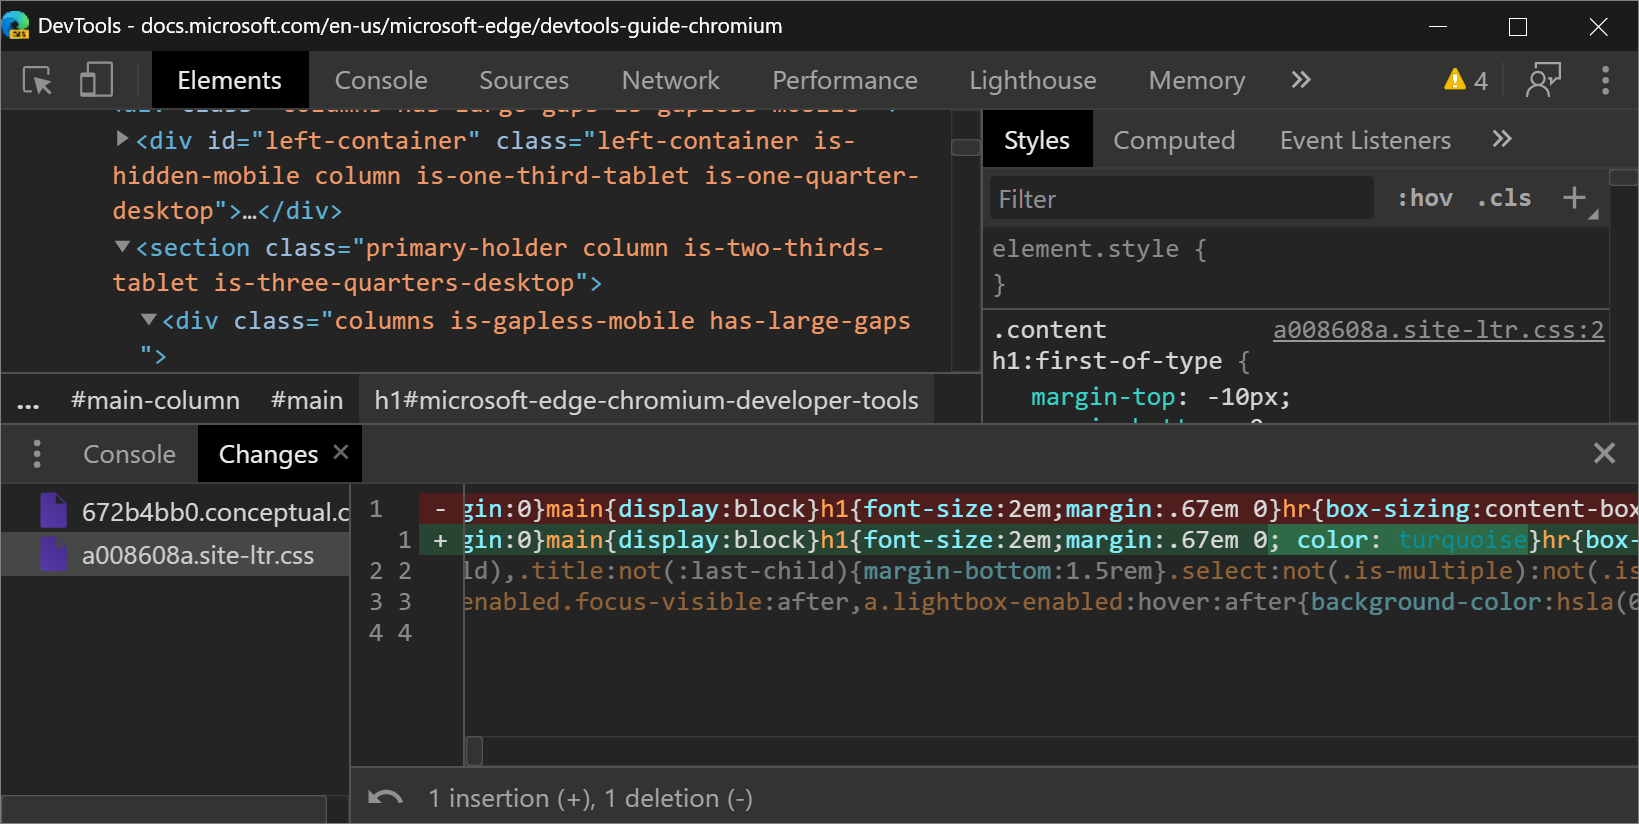 DevTools - docs.microsoft.com/en-us/microsoft-edge/devtools-guide-chromium
Elements Console Sources Network Performance Lighthouse Memory » 4
<div class="columns has-large-gaps is-gapless-mobile ">
<div id="left-container" class="left-container is-
hidden-mobile column is-one-third-tablet is-one-quarter-
desktop">…</div>
<section class="primary-holder column is-two-thirds-
tablet is-three-quarters-desktop">
<div class="columns is-gapless-mobile has-large-gaps
">
... #main-column #main h1#microsoft-edge-chromium-developer-tools
Styles Computed Event Listeners »
Filter :hov .cls +
element.style {
}
.content a008608a.site-ltr.css:2
h1:first-of-type {
margin-top: -10px;
Console Changes ×
672b4bb0.conceptual.c
a008608a.site-ltr.css
1 - gin:0}main{display:block}h1{font-size:2em;margin:.67em 0}hr{box-sizing:content-box
1 + gin:0}main{display:block}h1{font-size:2em;margin:.67em 0; color: turquoise}hr{box-
2 2 ld),.title:not(:last-child){margin-bottom:1.5rem}.select:not(.is-multiple):not(.is
3 3 enabled.focus-visible:after,a.lightbox-enabled:hover:after{background-color:hsla(0
4 4
1 insertion (+), 1 deletion (-)